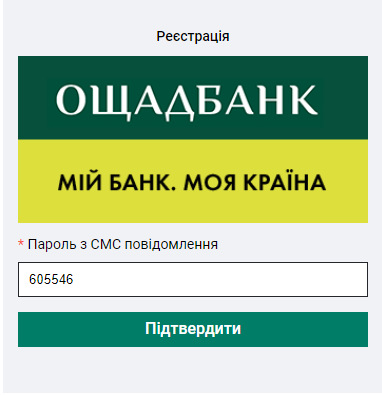 Реєстрація
ОЩАДБАНК
МІЙ БАНК. МОЯ КРАЇНА
* Пароль з СМС повідомлення
605546
Підтвердити